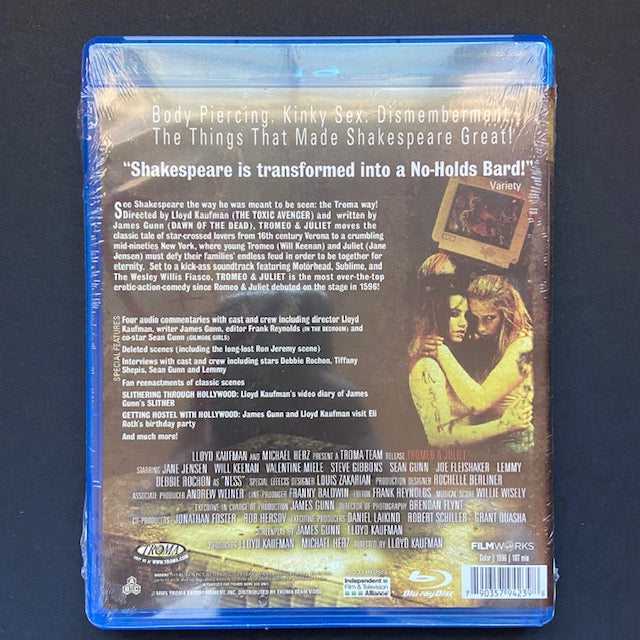 Body Piercing. Kinky Sex. Dismemberment.
The Things That Made Shakespeare Great!
“Shakespeare is transformed into a No-Holds Bard!”
Variety
See Shakespeare the way he was meant to be seen: the Troma way!
Directed by Lloyd Kaufman (THE TOXIC AVENGER) and written by
James Gunn (DAWN OF THE DEAD), TROMEO & JULIET moves the
classic tale of star-crossed lovers from 16th century Verona to a crumbling
mid-nineties New York, where young Tromeo (Will Keenan) and Juliet (Jane
Jensen) must defy their families' endless feud in order to be together for
eternity. Set to a kick-ass soundtrack featuring Motörhead, Sublime, and
The Wesley Willis Fiasco, TROMEO & JULIET is the most over-the-top
erotic-action-comedy since Romeo & Juliet debuted on the stage in 1596!
SPECIAL FEATURES
Four audio commentaries with cast and crew including director Lloyd
Kaufman, writer James Gunn, editor Frank Reynolds (IN THE BEDROOM) and
co-star Sean Gunn (GILMORE GIRLS)
Deleted scenes (including the long-lost Ron Jeremy scene)
Interviews with cast and crew including stars Debbie Rochon, Tiffany
Shepis, Sean Gunn and Lemmy
Fan reenactments of classic scenes
SLITHERING THROUGH HOLLYWOOD: Lloyd Kaufman's video diary of James
Gunn's SLITHER
GETTING HOSTEL WITH HOLLYWOOD: James Gunn and Lloyd Kaufman visit Eli
Roth's birthday party
And much more!
LLOYD KAUFMAN AND MICHAEL HERZ PRESENT A TROMA TEAM RELEASE TROMEO & JULIET
STARRING JANE JENSEN WILL KEENAN VALENTINE MIELE STEVE GIBBONS SEAN GUNN JOE FLEISHAKER LEMMY
DEBBIE ROCHON AS "NESS" SPECIAL EFFECTS DESIGNER LOUIS ZAKARIAN PRODUCTION DESIGNER ROCHELLE BERLINER
ASSOCIATE PRODUCER ANDREW WEINER LINE PRODUCER FRANNY BALDWIN EDITOR FRANK REYNOLDS MUSICAL SCORE WILLIE WISELY
EXECUTIVE IN CHARGE OF PRODUCTION JAMES GUNN DIRECTOR OF PHOTOGRAPHY BRENDAN FLYNT
CO-PRODUCERS JONATHAN FOSTER ROB HERSOV EXECUTIVE PRODUCERS DANIEL LAIKIND ROBERT SCHILLER GRANT QUASHA
SCREENPLAY BY JAMES GUNN LLOYD KAUFMAN
PRODUCERS LLOYD KAUFMAN MICHAEL HERZ DIRECTED BY LLOYD KAUFMAN
TROMA
WWW.TROMA.COM
FILMWORKS
Color | 1996 | 107 min
Independent
Film & Television
Alliance
Blu-ray Disc
7 90357 94239 8
TROMA ENTERTAINMENT, INC. DISTRIBUTED BY TROMA TEAM VIDEO